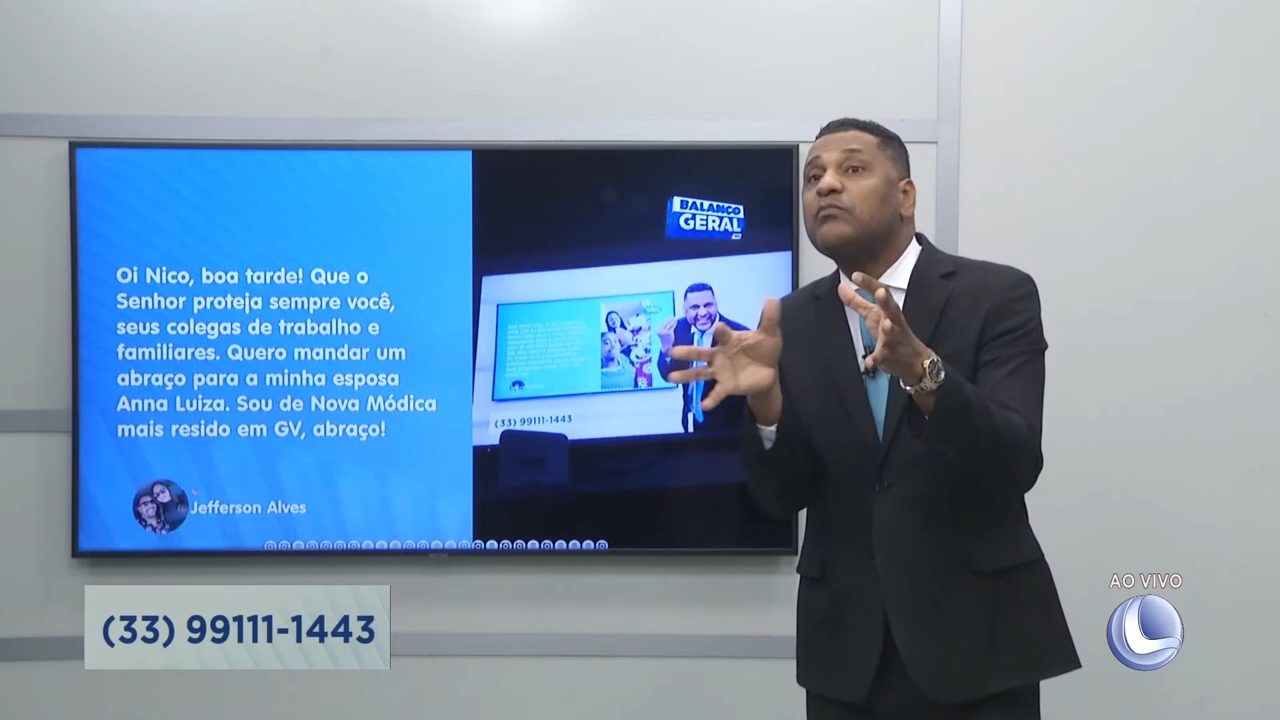 BALANÇO
GERAL
Oi Nico, boa tarde! Que o
Senhor proteja sempre você,
seus colegas de trabalho e
familiares. Quero mandar um
abraço para a minha esposa
Anna Luiza. Sou de Nova Módica
mais resido em GV, abraço!
Jefferson Alves
(33) 99111-1443
(33) 99111-1443
AO VIVO